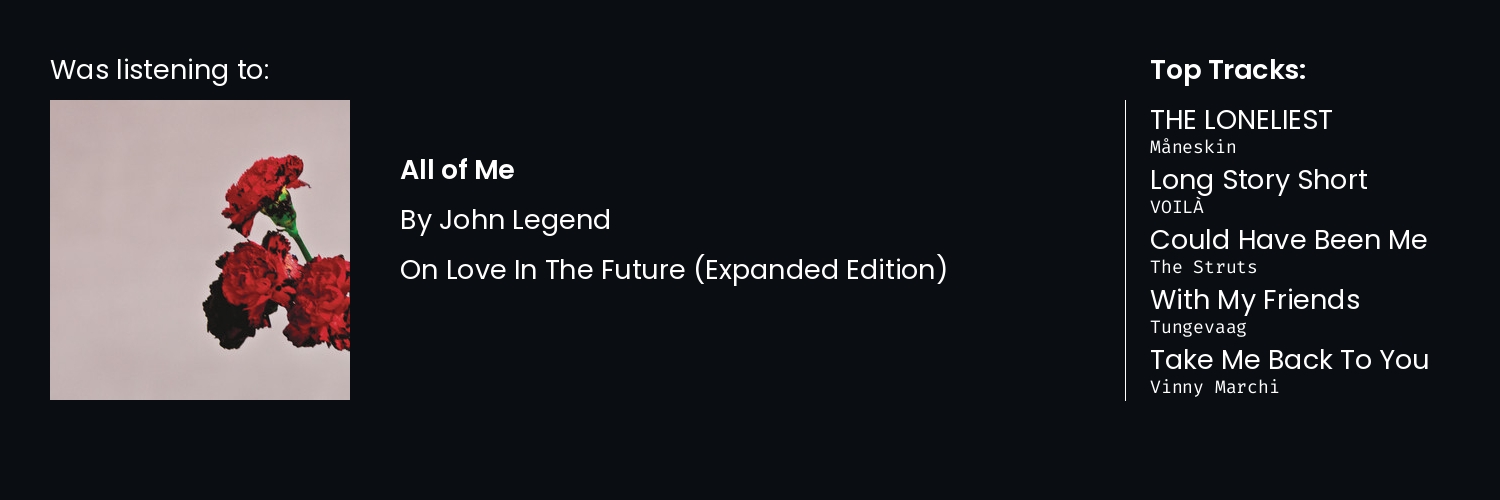 Was listening to:
All of Me
By John Legend
On Love In The Future (Expanded Edition)
Top Tracks:
THE LONELIEST
Måneskin
Long Story Short
VOILÀ
Could Have Been Me
The Struts
With My Friends
Tungevaag
Take Me Back To You
Vinny Marchi